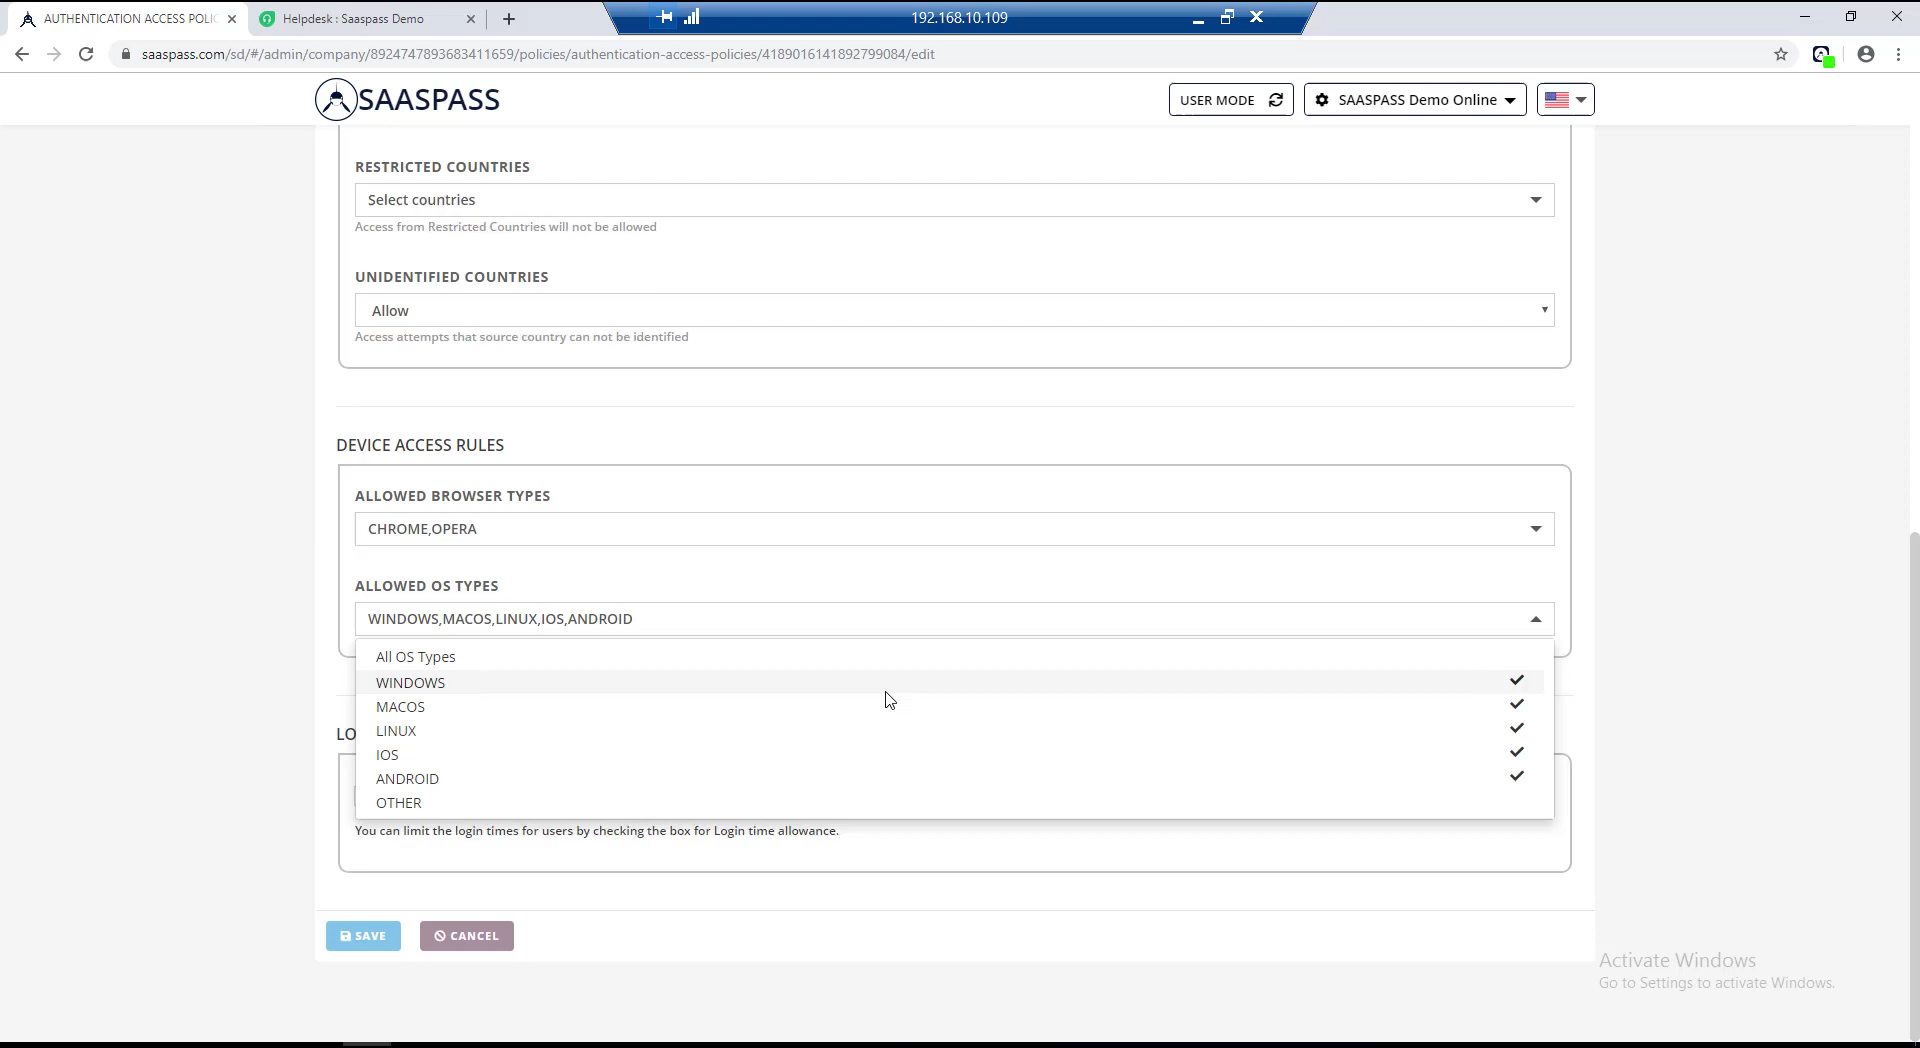 AUTHENTICATION ACCESS POLIC
Helpdesk : Saaspass Demo
192.168.10.109
saaspass.com/sd/#/admin/company/8924747893683411659/policies/authentication-access-policies/4189016141892799084/edit
SAASPASS
USER MODE
SAASPASS Demo Online
RESTRICTED COUNTRIES
Select countries
Access from Restricted Countries will not be allowed
UNIDENTIFIED COUNTRIES
Allow
Access attempts that source country can not be identified
DEVICE ACCESS RULES
ALLOWED BROWSER TYPES
CHROME,OPERA
ALLOWED OS TYPES
WINDOWS,MACOS,LINUX,IOS,ANDROID
All OS Types
WINDOWS
MACOS
LO
LINUX
IOS
ANDROID
OTHER
You can limit the login times for users by checking the box for Login time allowance.
SAVE
CANCEL
Activate Windows
Go to Settings to activate Windows.